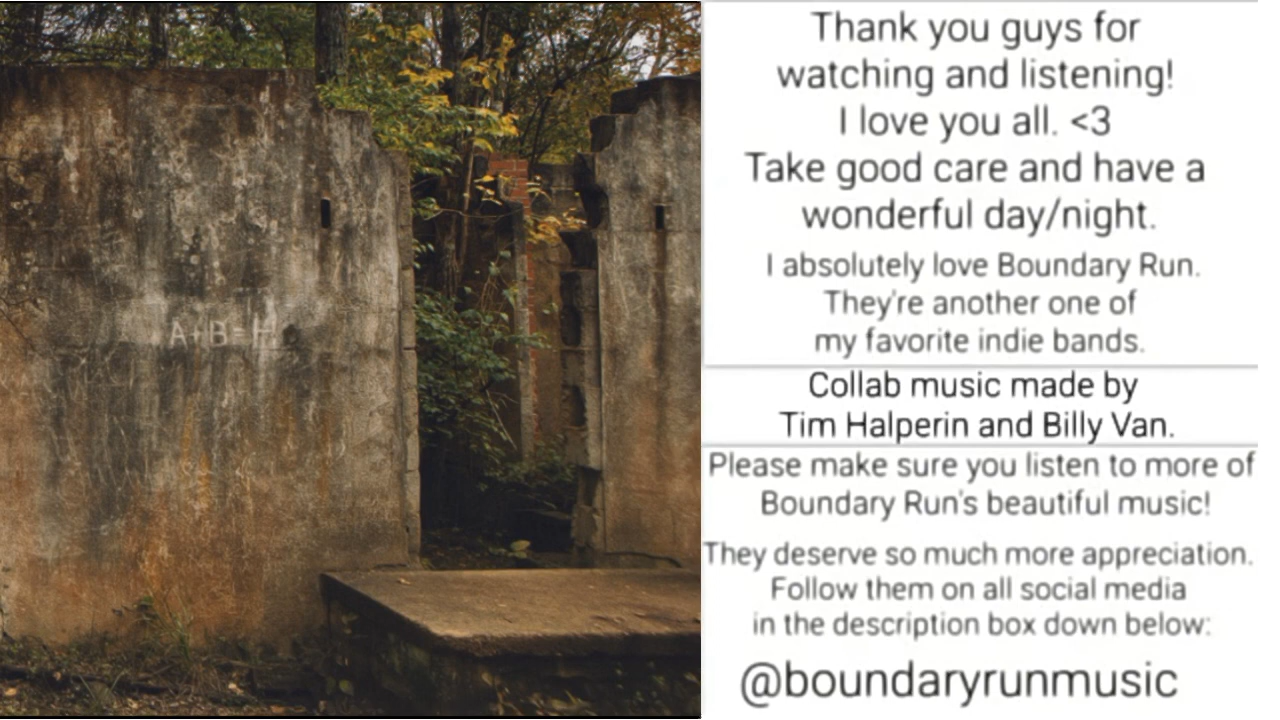 A+B=H
Thank you guys for
watching and listening!
I love you all. <3
Take good care and have a
wonderful day/night.
I absolutely love Boundary Run.
They're another one of
my favorite indie bands.
Collab music made by
Tim Halperin and Billy Van.
Please make sure you listen to more of
Boundary Run's beautiful music!
They deserve so much more appreciation.
Follow them on all social media
in the description box down below:
@boundaryrunmusic